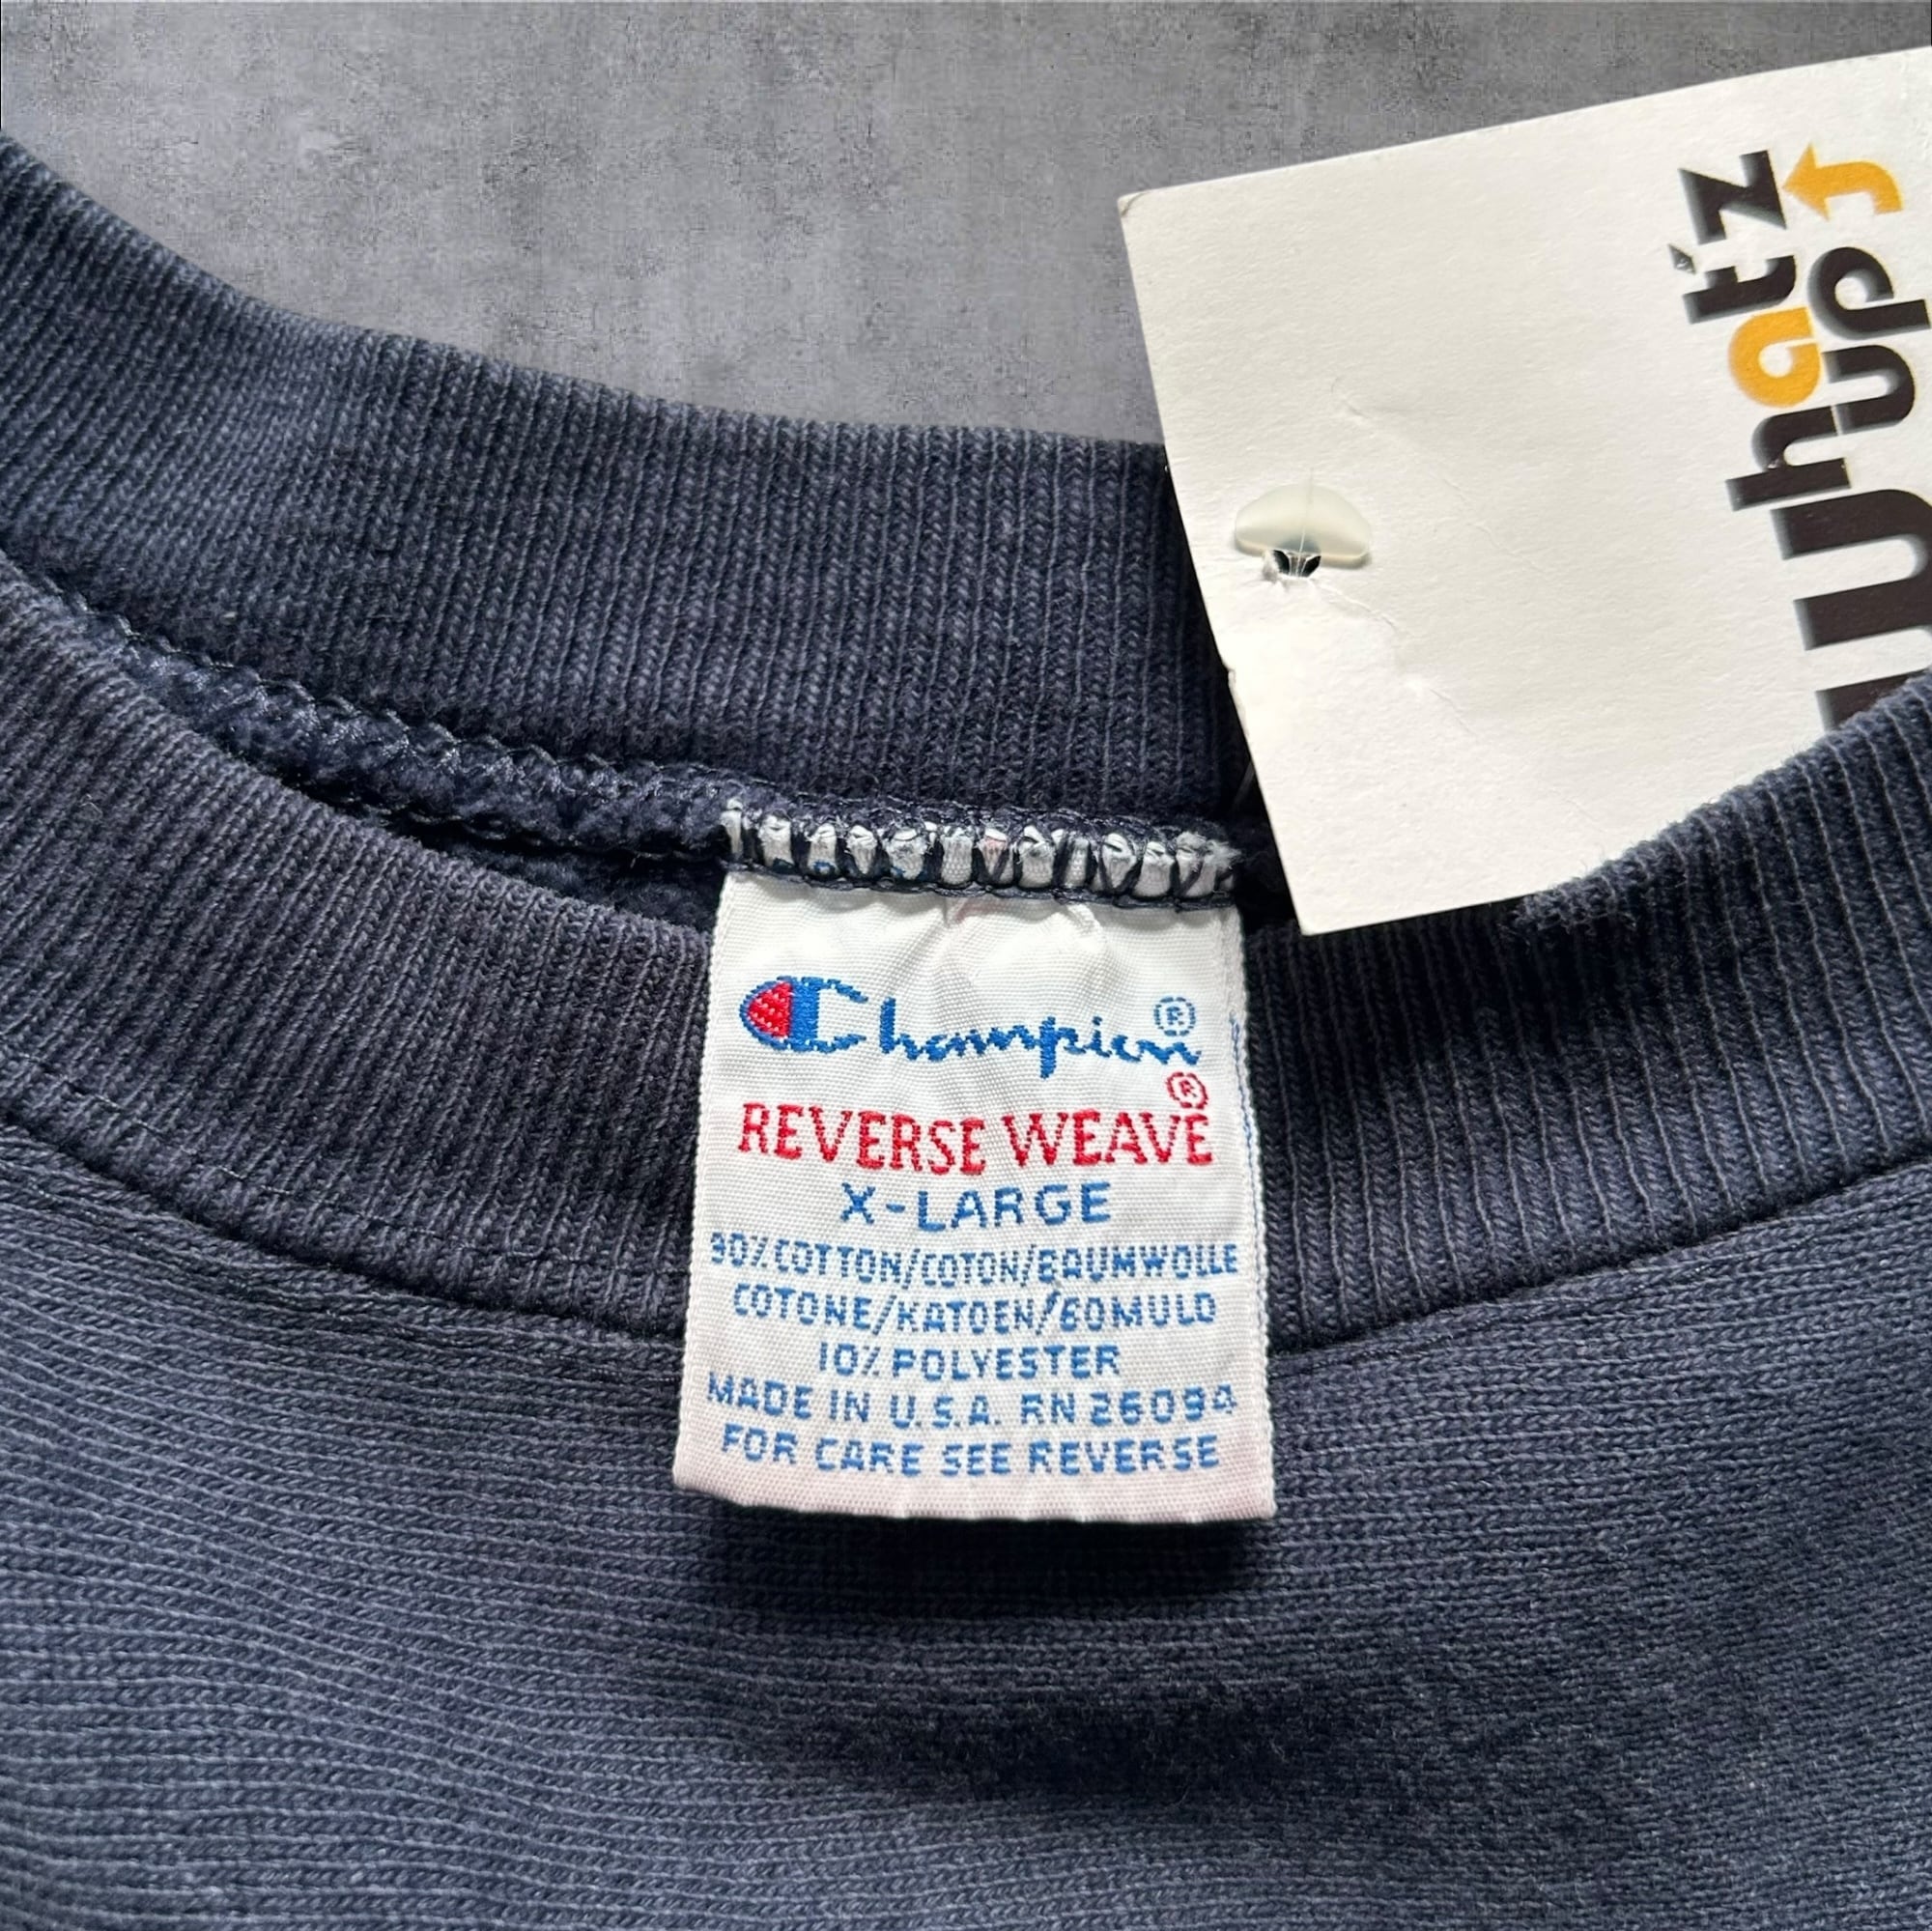 Champion®
REVERSE WEAVE®
X-LARGE
90% COTTON/COTON/BAUMWOLLE
COTONE/KATOEN/BOMULD
10% POLYESTER
MADE IN U.S.A. RN 26094
FOR CARE SEE REVERSE